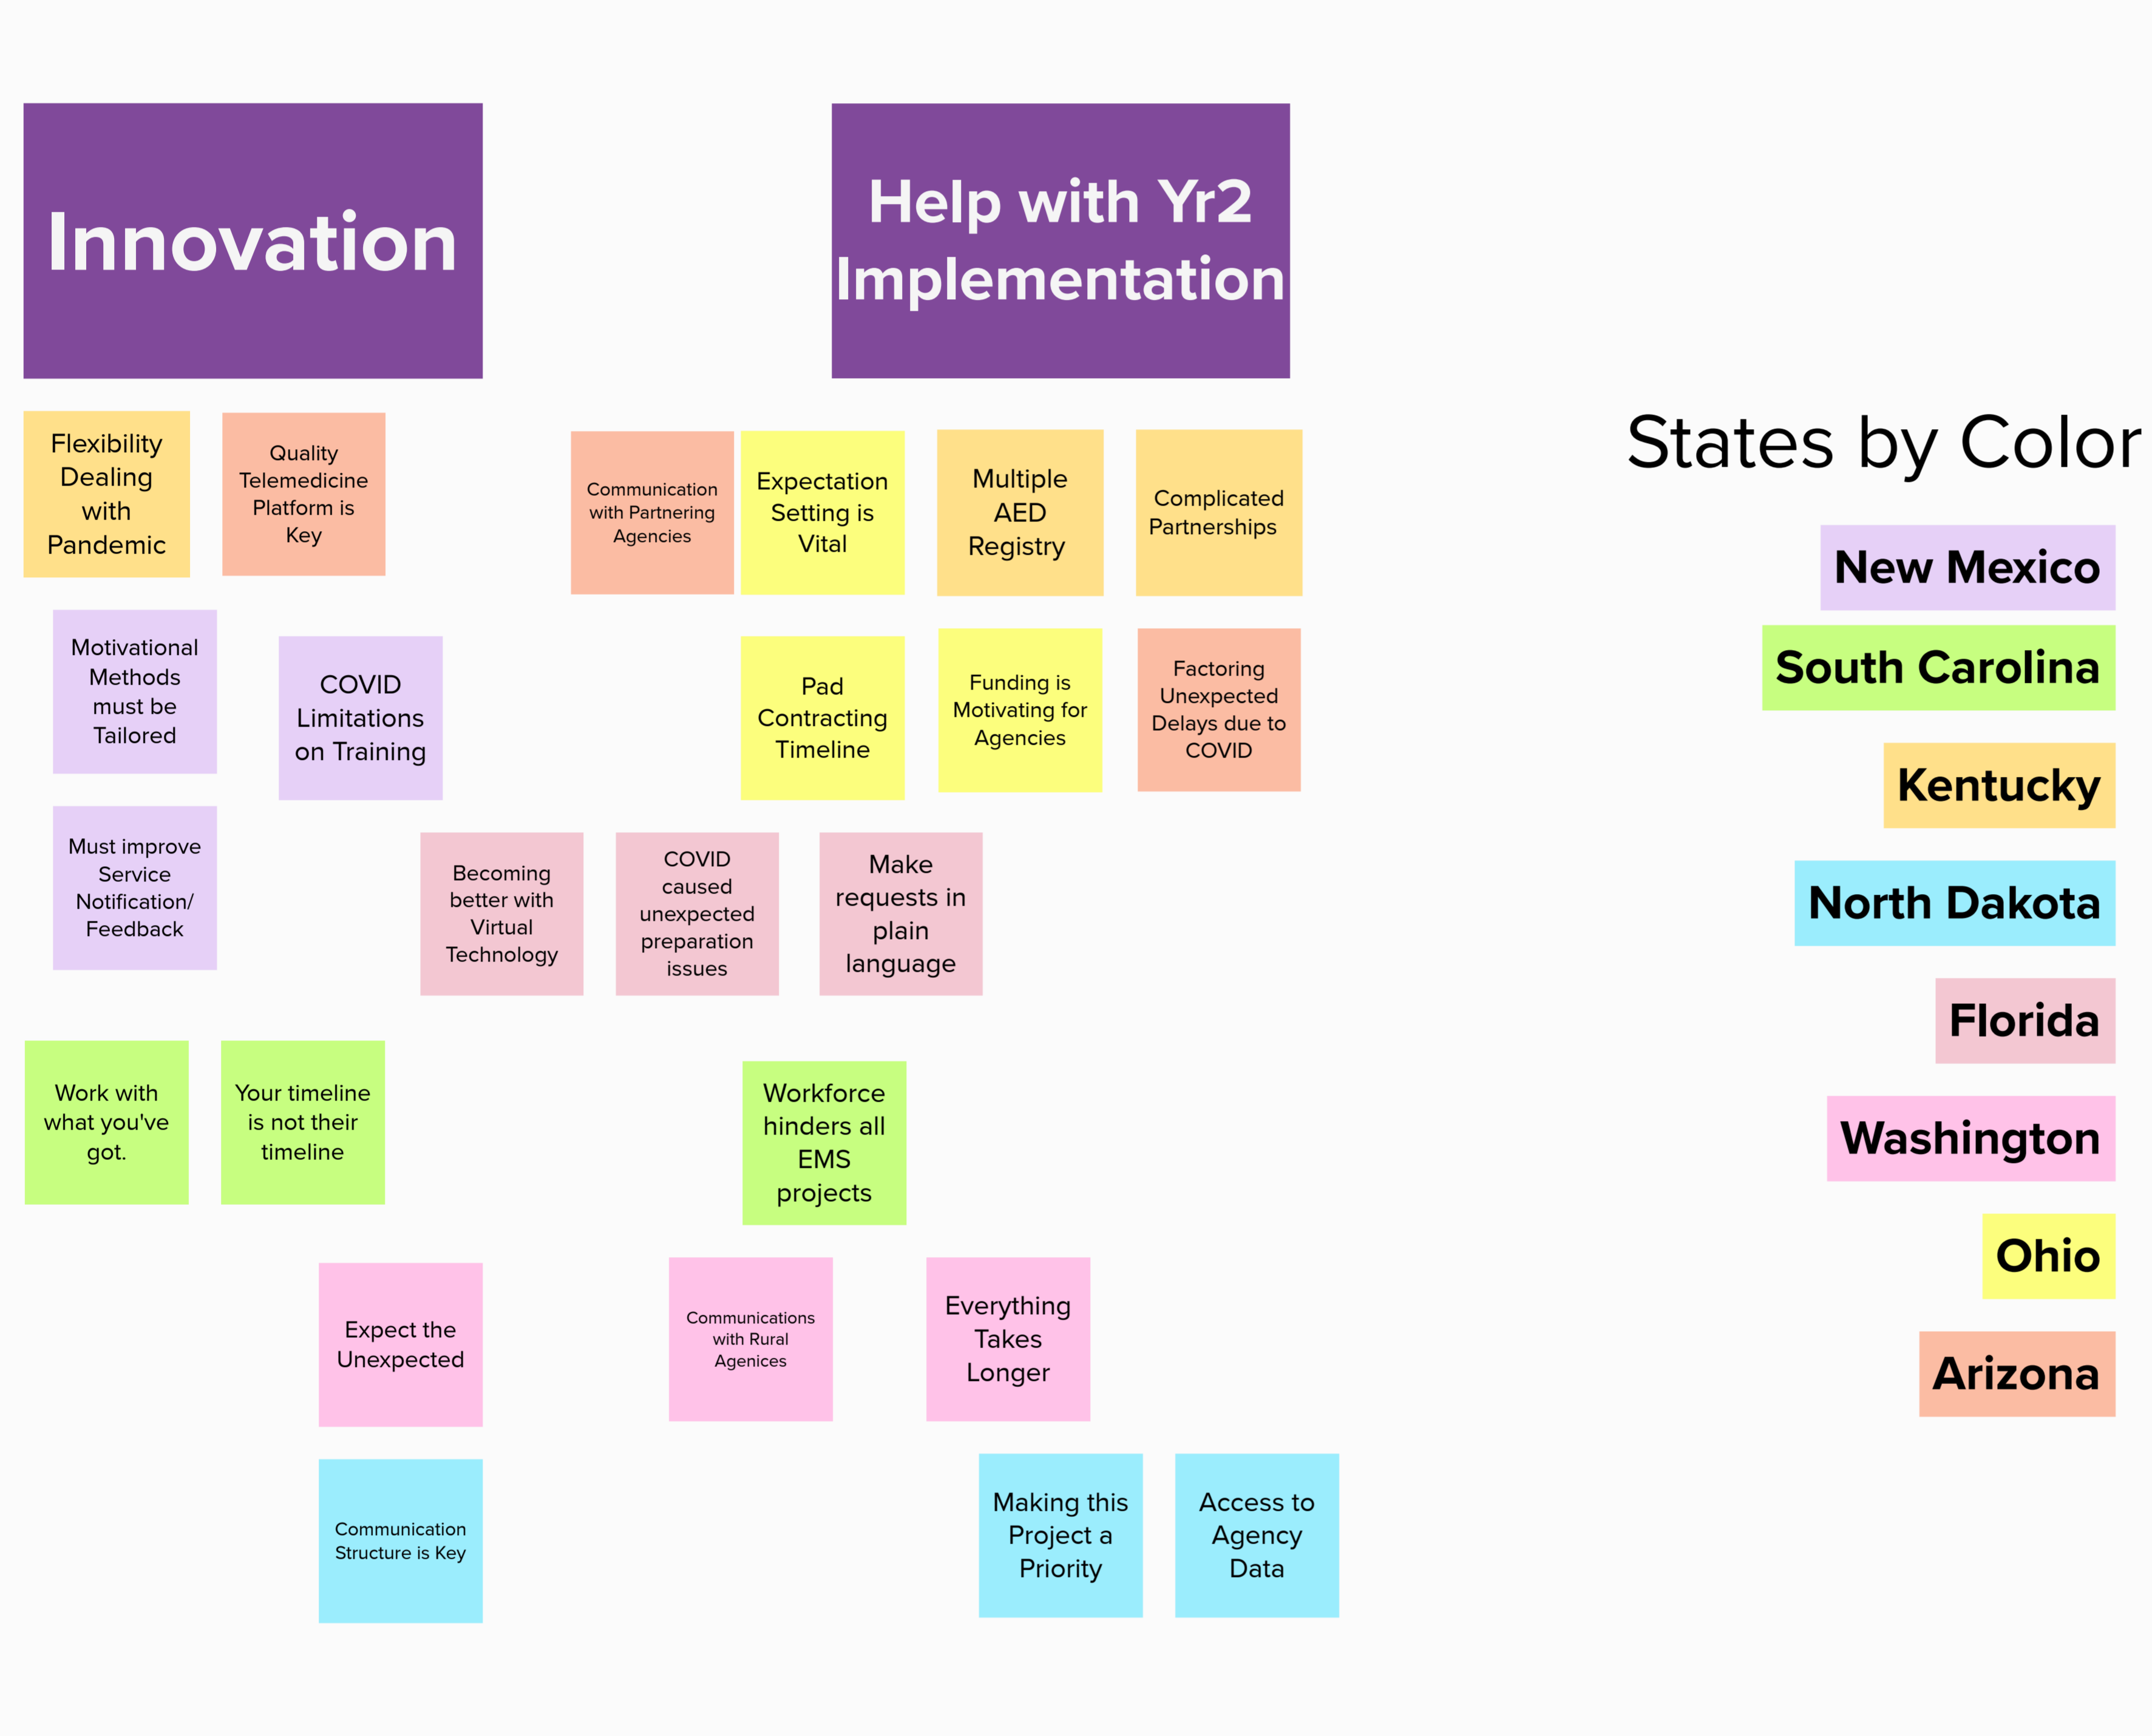 Innovation
Help with Yr2
Implementation
Flexibility
Dealing
with
Pandemic
Quality
Telemedicine
Platform is
Key
Communication
with Partnering
Agencies
Expectation
Setting is
Vital
Multiple
AED
Registry
Complicated
Partnerships
States by Color
New Mexico
South Carolina
Kentucky
North Dakota
Florida
Washington
Ohio
Arizona
Motivational
Methods
must be
Tailored
COVID
Limitations
on Training
Pad
Contracting
Timeline
Funding is
Motivating for
Agencies
Factoring
Unexpected
Delays due to
COVID
Must improve
Service
Notification/
Feedback
Becoming
better with
Virtual
Technology
COVID
caused
unexpected
preparation
issues
Make
requests in
plain
language
Work with
what you've
got.
Your timeline
is not their
timeline
Workforce
hinders all
EMS
projects
Expect the
Unexpected
Communications
with Rural
Agenices
Everything
Takes
Longer
Communication
Structure is Key
Making this
Project a
Priority
Access to
Agency
Data